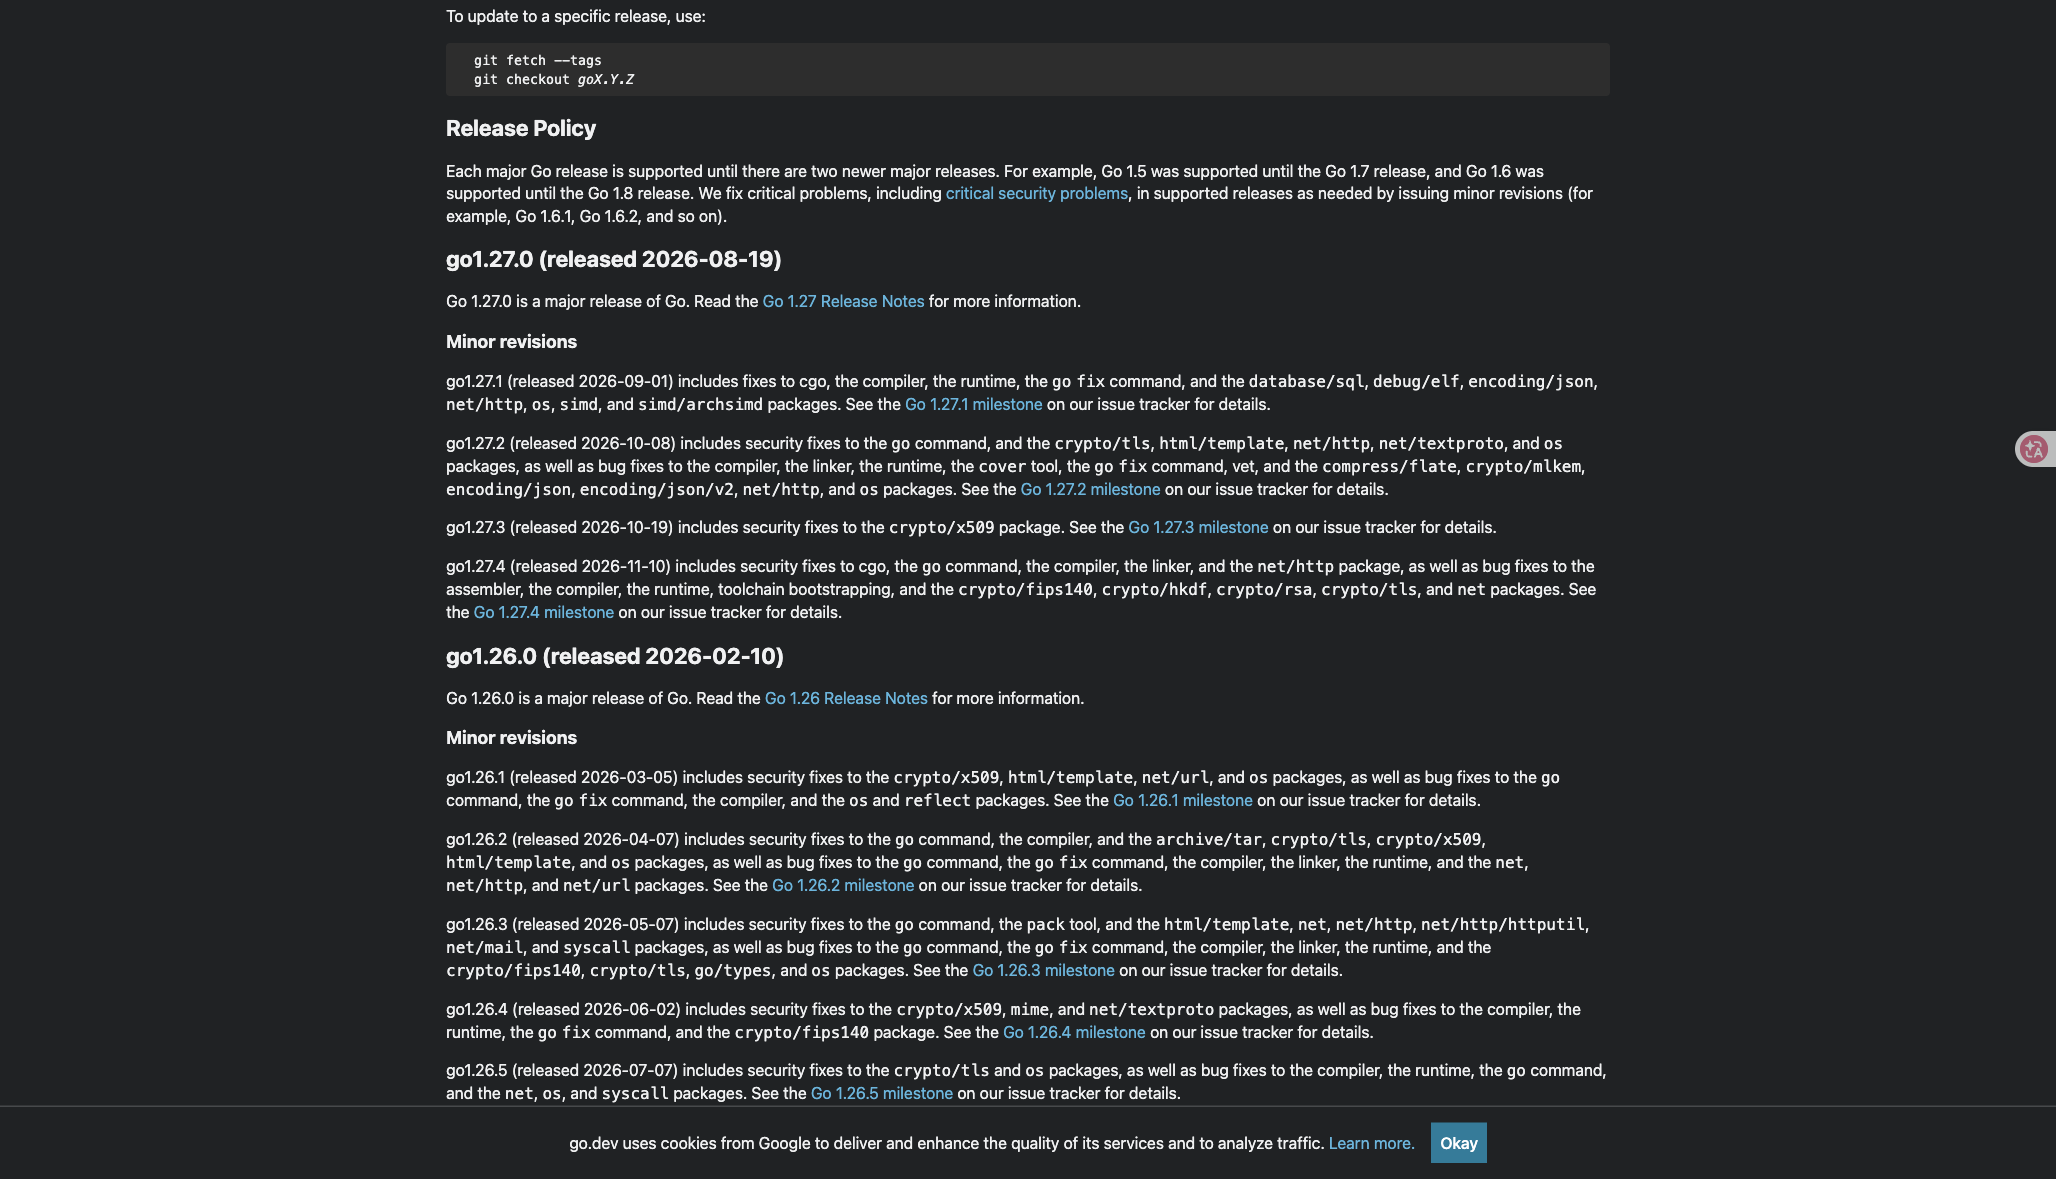 To update to a specific release, use:
git fetch --tags
git checkout goX.Y.Z
Release Policy
Each major Go release is supported until there are two newer major releases. For example, Go 1.5 was supported until the Go 1.7 release, and Go 1.6 was
supported until the Go 1.8 release. We fix critical problems, including critical security problems, in supported releases as needed by issuing minor revisions (for
example, Go 1.6.1, Go 1.6.2, and so on).
go1.27.0 (released 2026-08-19)
Go 1.27.0 is a major release of Go. Read the Go 1.27 Release Notes for more information.
Minor revisions
go1.27.1 (released 2026-09-01) includes fixes to cgo, the compiler, the runtime, the go fix command, and the database/sql, debug/elf, encoding/json,
net/http, os, simd, and simd/archsimd packages. See the Go 1.27.1 milestone on our issue tracker for details.
go1.27.2 (released 2026-10-08) includes security fixes to the go command, and the crypto/tls, html/template, net/http, net/textproto, and os
packages, as well as bug fixes to the compiler, the linker, the runtime, the cover tool, the go fix command, vet, and the compress/flate, crypto/mlkem,
encoding/json, encoding/json/v2, net/http, and os packages. See the Go 1.27.2 milestone on our issue tracker for details.
go1.27.3 (released 2026-10-19) includes security fixes to the crypto/x509 package. See the Go 1.27.3 milestone on our issue tracker for details.
go1.27.4 (released 2026-11-10) includes security fixes to cgo, the go command, the compiler, the linker, and the net/http package, as well as bug fixes to the
assembler, the compiler, the runtime, toolchain bootstrapping, and the crypto/fips140, crypto/hkdf, crypto/rsa, crypto/tls, and net packages. See
the Go 1.27.4 milestone on our issue tracker for details.
go1.26.0 (released 2026-02-10)
Go 1.26.0 is a major release of Go. Read the Go 1.26 Release Notes for more information.
Minor revisions
go1.26.1 (released 2026-03-05) includes security fixes to the crypto/x509, html/template, net/url, and os packages, as well as bug fixes to the go
command, the go fix command, the compiler, and the os and reflect packages. See the Go 1.26.1 milestone on our issue tracker for details.
go1.26.2 (released 2026-04-07) includes security fixes to the go command, the compiler, and the archive/tar, crypto/tls, crypto/x509,
html/template, and os packages, as well as bug fixes to the go command, the go fix command, the compiler, the linker, the runtime, and the net,
net/http, and net/url packages. See the Go 1.26.2 milestone on our issue tracker for details.
go1.26.3 (released 2026-05-07) includes security fixes to the go command, the pack tool, and the html/template, net, net/http, net/http/httputil,
net/mail, and syscall packages, as well as bug fixes to the go command, the go fix command, the compiler, the linker, the runtime, and the
crypto/fips140, crypto/tls, go/types, and os packages. See the Go 1.26.3 milestone on our issue tracker for details.
go1.26.4 (released 2026-06-02) includes security fixes to the crypto/x509, mime, and net/textproto packages, as well as bug fixes to the compiler, the
runtime, the go fix command, and the crypto/fips140 package. See the Go 1.26.4 milestone on our issue tracker for details.
go1.26.5 (released 2026-07-07) includes security fixes to the crypto/tls and os packages, as well as bug fixes to the compiler, the runtime, the go command,
and the net, os, and syscall packages. See the Go 1.26.5 milestone on our issue tracker for details.
go.dev uses cookies from Google to deliver and enhance the quality of its services and to analyze traffic. Learn more. Okay